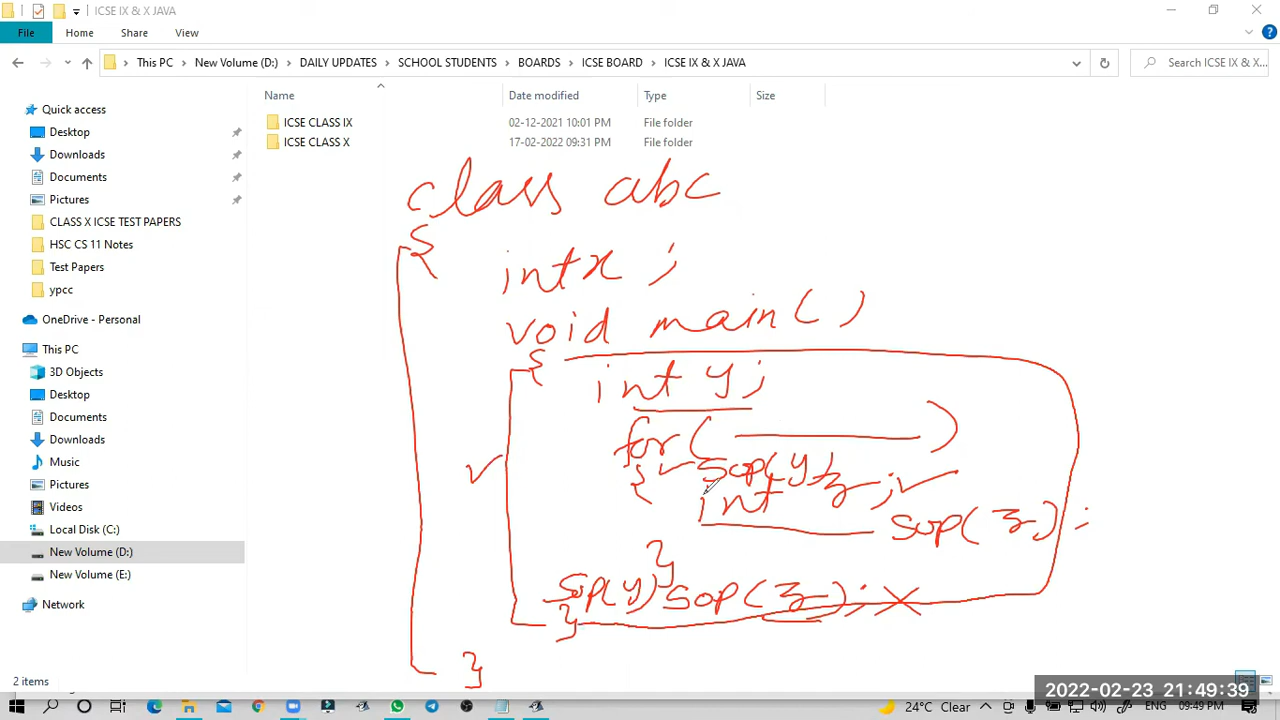 ICSE IX & X JAVA
File Home Share View
This PC New Volume (D:) DAILY UPDATES SCHOOL STUDENTS BOARDS ICSE BOARD ICSE IX & X JAVA
Search ICSE IX & X JAVA...
Name Date modified Type Size
ICSE CLASS IX 02-12-2021 10:01 PM File folder
ICSE CLASS X 17-02-2022 09:31 PM File folder
Quick access
Desktop
Downloads
Documents
Pictures
CLASS X ICSE TEST PAPERS
HSC CS 11 Notes
Test Papers
ypcc
OneDrive - Personal
This PC
3D Objects
Desktop
Documents
Downloads
Music
Pictures
Videos
Local Disk (C:)
New Volume (D:)
New Volume (E:)
Network
class abc
{
int x ;
void main ( )
{
int y ;
for ( )
{ sop(y
int z ;
sop( z ) ;
}
sop(y) sop( z ) ;
}
}
2 items
2022-02-23 21:49:39
24°C Clear
09:49 PM